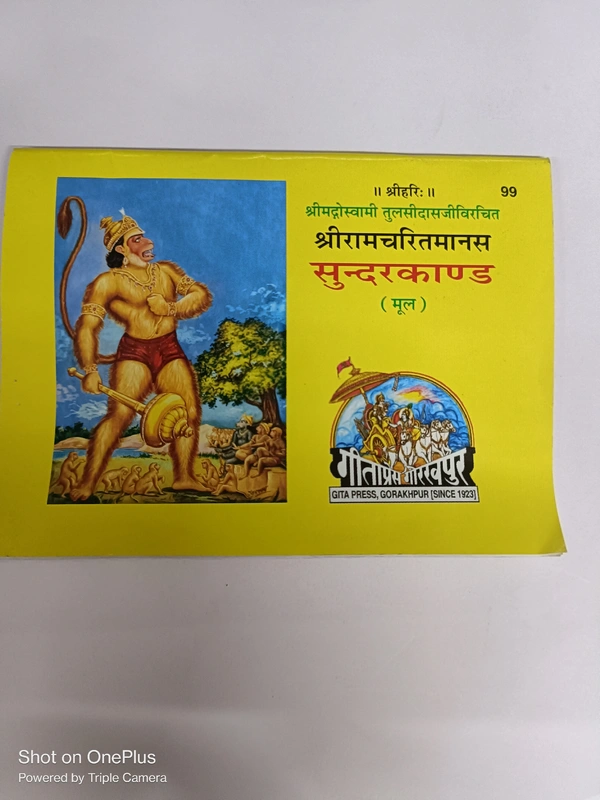 ॥ श्रीहरिः ॥ 99
श्रीमद्गोस्वामी तुलसीदासजीविरचित
श्रीरामचरितमानस
सुन्दरकाण्ड
( मूल )
गीताप्रेस गोरखपुर
GITA PRESS, GORAKHPUR [SINCE 1923]
Shot on OnePlus
Powered by Triple Camera